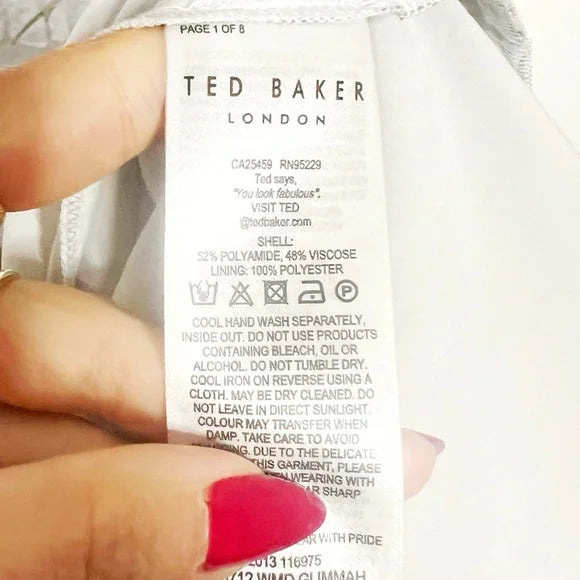 PAGE 1 OF 8
TED BAKER
LONDON
CA25459 RN95229
Ted says,
"You look fabulous".
VISIT TED
@tedbaker.com
SHELL:
52% POLYAMIDE, 48% VISCOSE
LINING: 100% POLYESTER
P
COOL HAND WASH SEPARATELY,
INSIDE OUT. DO NOT USE PRODUCTS
CONTAINING BLEACH, OIL OR
ALCOHOL. DO NOT TUMBLE DRY.
COOL IRON ON REVERSE USING A
CLOTH. MAY BE DRY CLEANED. DO
NOT LEAVE IN DIRECT SUNLIGHT.
COLOUR MAY TRANSFER WHEN
DAMP. TAKE CARE TO AVOID
DUE TO THE DELICATE
THIS GARMENT, PLEASE
WEARING WITH
SHARP
WITH PRIDE
116975
WMD GLIMMAH